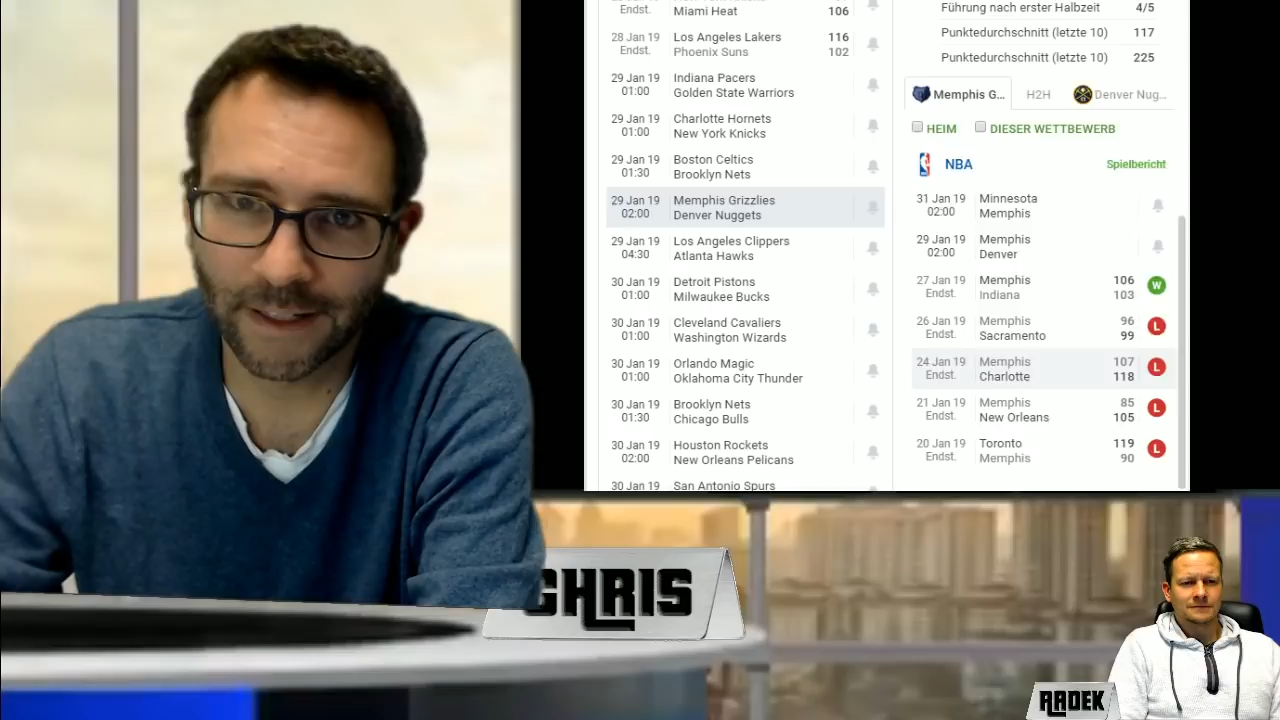 Endst.
Miami Heat 106
28 Jan 19 Los Angeles Lakers 116
Endst. Phoenix Suns 102
29 Jan 19 Indiana Pacers
01:00 Golden State Warriors
29 Jan 19 Charlotte Hornets
01:00 New York Knicks
29 Jan 19 Boston Celtics
01:30 Brooklyn Nets
29 Jan 19 Memphis Grizzlies
02:00 Denver Nuggets
29 Jan 19 Los Angeles Clippers
04:30 Atlanta Hawks
30 Jan 19 Detroit Pistons
01:00 Milwaukee Bucks
30 Jan 19 Cleveland Cavaliers
01:00 Washington Wizards
30 Jan 19 Orlando Magic
01:00 Oklahoma City Thunder
30 Jan 19 Brooklyn Nets
01:30 Chicago Bulls
30 Jan 19 Houston Rockets
02:00 New Orleans Pelicans
30 Jan 19 San Antonio Spurs
Führung nach erster Halbzeit 4/5
Punktedurchschnitt (letzte 10) 117
Punktedurchschnitt (letzte 10) 225
Memphis G... H2H Denver Nug...
HEIM DIESER WETTBEWERB
NBA Spielbericht
31 Jan 19 Minnesota
02:00 Memphis
29 Jan 19 Memphis
02:00 Denver
27 Jan 19 Memphis 106 W
Endst. Indiana 103
26 Jan 19 Memphis 96 L
Endst. Sacramento 99
24 Jan 19 Memphis 107 L
Endst. Charlotte 118
21 Jan 19 Memphis 85 L
Endst. New Orleans 105
20 Jan 19 Toronto 119 L
Endst. Memphis 90
CHRIS
RADEK